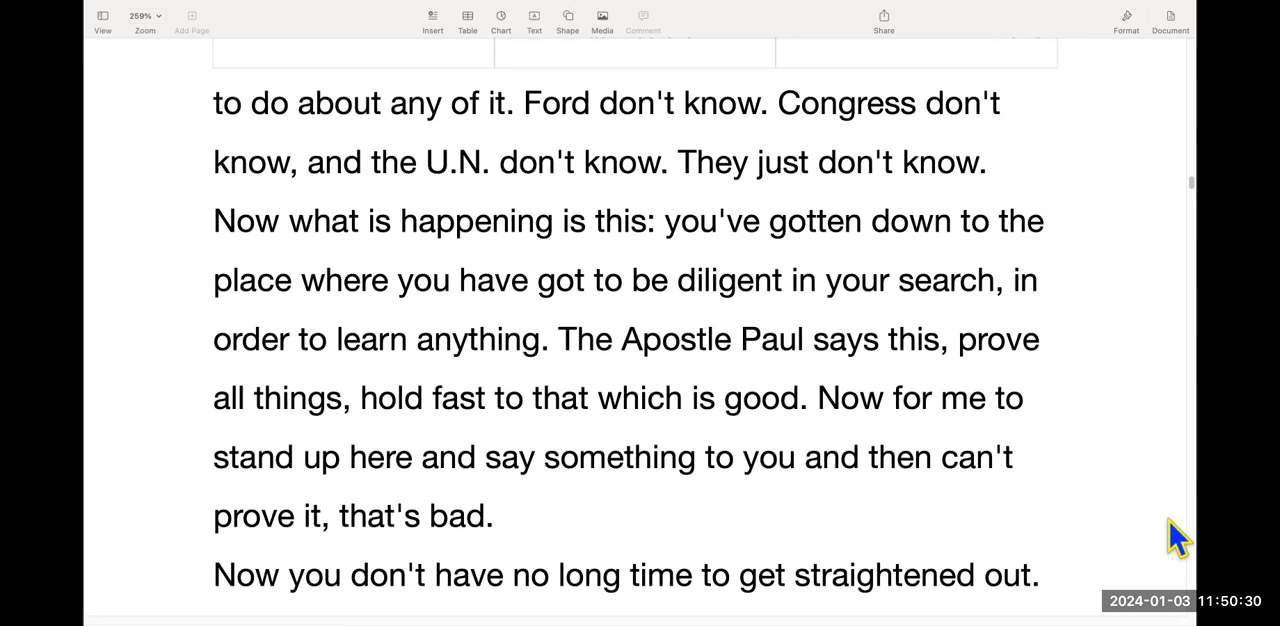 259%
View
Zoom
Add Page
Insert
Table
Chart
Text
Shape
Media
Comment
Share
Format
Document
to do about any of it. Ford don't know. Congress don't
know, and the U.N. don't know. They just don't know.
Now what is happening is this: you've gotten down to the
place where you have got to be diligent in your search, in
order to learn anything. The Apostle Paul says this, prove
all things, hold fast to that which is good. Now for me to
stand up here and say something to you and then can't
prove it, that's bad.
Now you don't have no long time to get straightened out.
2024-01-03 11:50:30